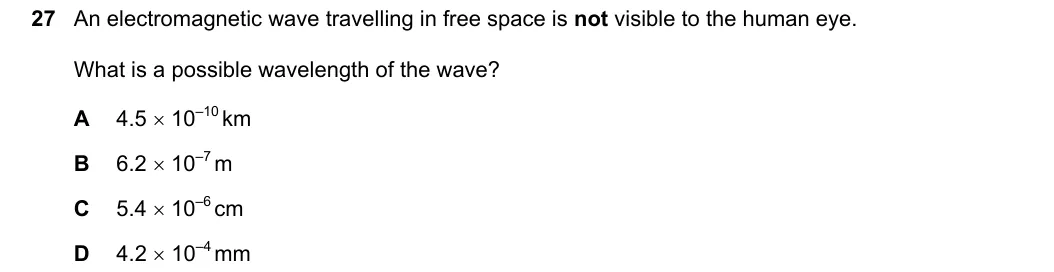 27 An electromagnetic wave travelling in free space is not visible to the human eye.
What is a possible wavelength of the wave?
A 4.5 × 10⁻¹⁰ km
B 6.2 × 10⁻⁷ m
C 5.4 × 10⁻⁶ cm
D 4.2 × 10⁻⁴ mm